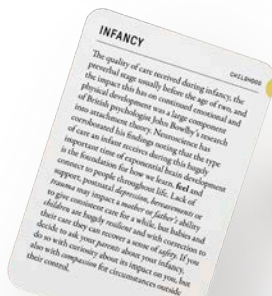 INFANCY
CHILDHOOD
The quality of care received during infancy, the
preverbal stage usually before the age of two, and
the impact this has on continued emotional and
physical development was a large component
of British psychologist John Bowlby's research
into attachment theory. Neuroscience has
corroborated his findings noting that the type
of care an infant receives during this hugely
important time of exponential brain development
is the foundation for how we learn, feel and
connect to people throughout life. Lack of
support, postnatal depression, bereavements or
trauma may impact a mother or father's ability
to give consistent care for a while, but babies and
children are hugely resilient and with correction to
their care they can recover a sense of safety. If you
decide to ask your parents about your infancy,
do so with curiosity about its impact on you, but
also with compassion for circumstances outside
their control.